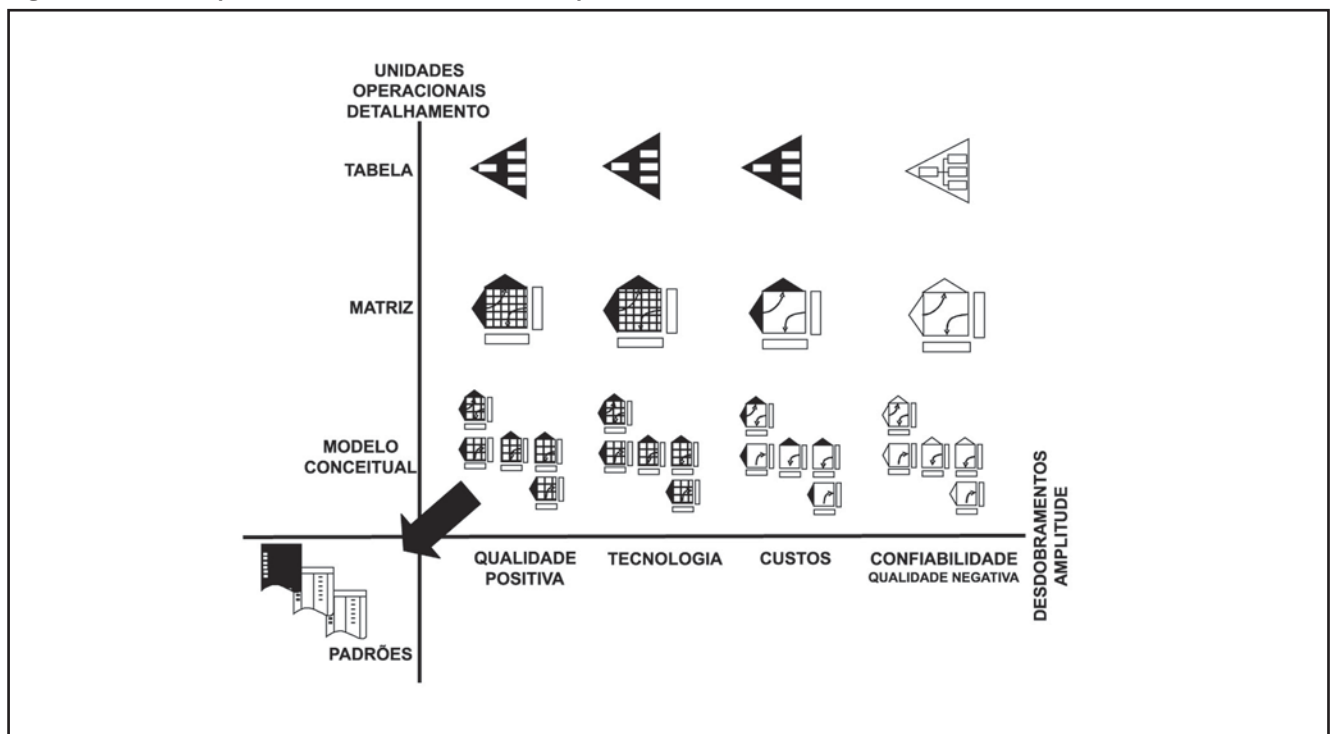 UNIDADES
OPERACIONAIS
DETALHAMENTO
TABELA
MATRIZ
MODELO
CONCEITUAL
QUALIDADE
POSITIVA
TECNOLOGIA
CUSTOS
CONFIABILIDADE
QUALIDADE NEGATIVA
DESDOBRAMENTOS
AMPLITUDE
PADRÕES